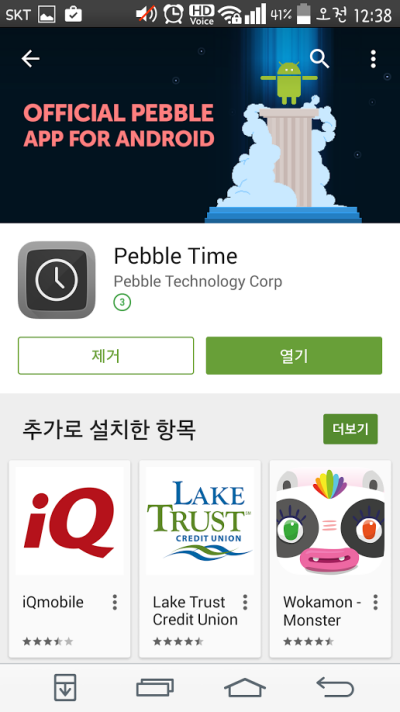 SKT HD Voice 41% 오전 12:38
OFFICIAL PEBBLE
APP FOR ANDROID
Pebble Time
Pebble Technology Corp
3
제거 열기
추가로 설치한 항목 더보기
iQ
LAKE
TRUST
CREDIT UNION
iQmobile
Lake Trust
Credit Union
Wokamon -
Monster